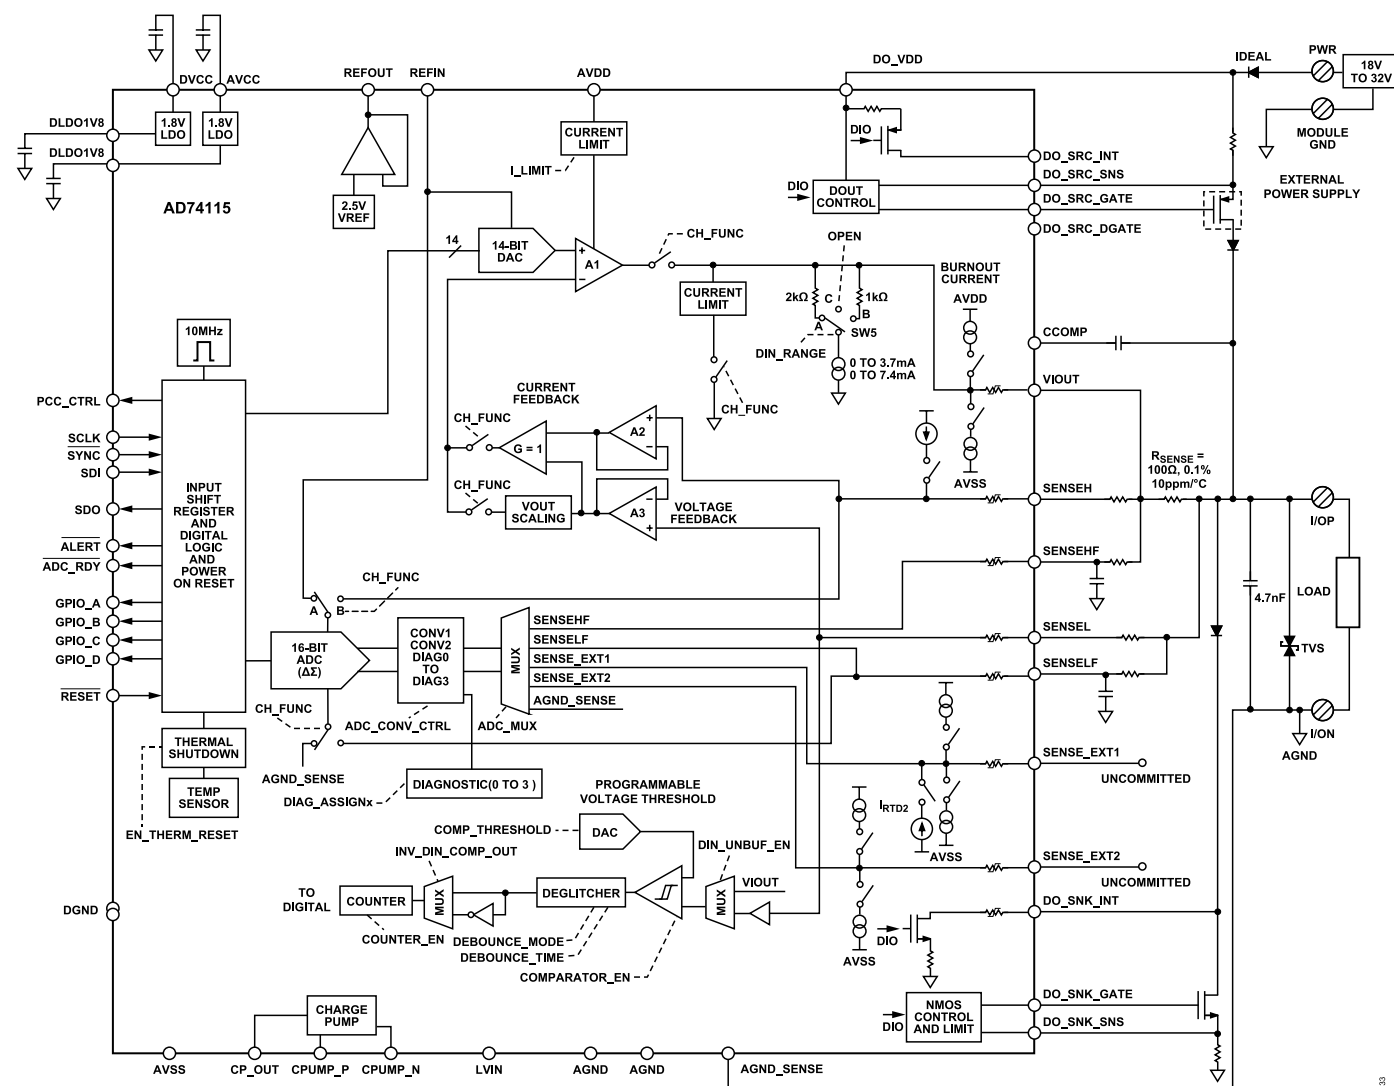 DVCC
AVCC
REFOUT
REFIN
AVDD
DO_VDD
IDEAL
PWR
18V
TO 32V
MODULE
GND
EXTERNAL
POWER SUPPLY
DLDO1V8
DLDO1V8
1.8V
LDO
1.8V
LDO
AD74115
2.5V
VREF
CURRENT
LIMIT
I_LIMIT
DIO
DIO
DOUT
CONTROL
DO_SRC_INT
DO_SRC_SNS
DO_SRC_GATE
DO_SRC_DGATE
14
14-BIT
DAC
+
−
A1
CH_FUNC
OPEN
CURRENT
LIMIT
2kΩ
C
1kΩ
A
B
SW5
DIN_RANGE
0 TO 3.7mA
0 TO 7.4mA
CH_FUNC
BURNOUT
CURRENT
AVDD
AVSS
CCOMP
VIOUT
10MHz
CURRENT
FEEDBACK
CH_FUNC
G = 1
+
−
A2
CH_FUNC
VOUT
SCALING
−
+
A3
VOLTAGE
FEEDBACK
PCC_CTRL
SCLK
SYNC
SDI
SDO
ALERT
ADC_RDY
GPIO_A
GPIO_B
GPIO_C
GPIO_D
RESET
INPUT
SHIFT
REGISTER
AND
DIGITAL
LOGIC
AND
POWER
ON RESET
RSENSE =
100Ω, 0.1%
10ppm/°C
SENSEH
SENSEHF
SENSEL
SENSELF
I/OP
LOAD
4.7nF
TVS
I/ON
AGND
CH_FUNC
A
B
16-BIT
ADC
(ΔΣ)
CONV1
CONV2
DIAG0
TO
DIAG3
MUX
SENSEHF
SENSELF
SENSE_EXT1
SENSE_EXT2
AGND_SENSE
CH_FUNC
ADC_CONV_CTRL
ADC_MUX
AGND_SENSE
DIAG_ASSIGNx
DIAGNOSTIC(0 TO 3 )
THERMAL
SHUTDOWN
TEMP
SENSOR
EN_THERM_RESET
PROGRAMMABLE
VOLTAGE THRESHOLD
COMP_THRESHOLD
DAC
INV_DIN_COMP_OUT
DIN_UNBUF_EN
TO
DIGITAL
COUNTER
COUNTER_EN
MUX
DEGLITCHER
DEBOUNCE_MODE
DEBOUNCE_TIME
COMPARATOR_EN
MUX
VIOUT
IRTD2
AVSS
AVSS
SENSE_EXT1
UNCOMMITTED
SENSE_EXT2
UNCOMMITTED
DO_SNK_INT
DIO
DIO
NMOS
CONTROL
AND LIMIT
DO_SNK_GATE
DO_SNK_SNS
DGND
CHARGE
PUMP
AVSS
CP_OUT
CPUMP_P
CPUMP_N
LVIN
AGND
AGND
AGND_SENSE